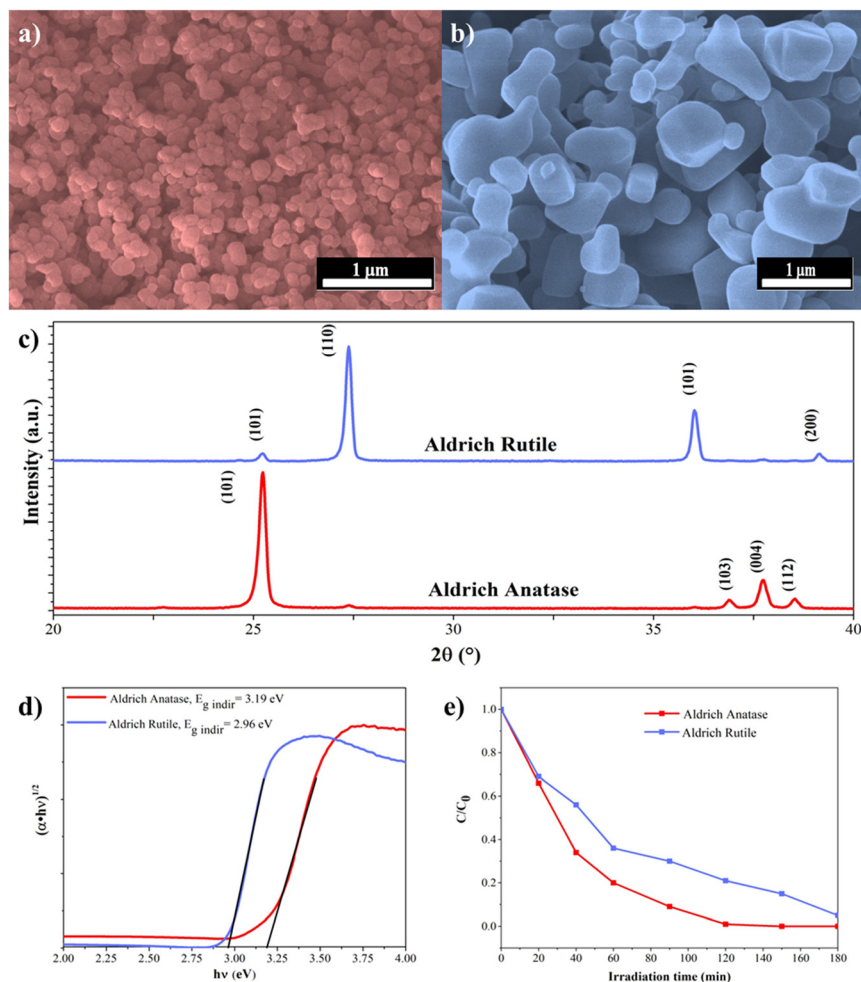 a)
b)
1 μm
1 μm
c)
(101)
(110)
(101)
(200)
Aldrich Rutile
(101)
(103)
(004)
(112)
Aldrich Anatase
Intensity (a.u.)
20
25
30
35
40
2θ (°)
d)
Aldrich Anatase, Eg indir= 3.19 eV
Aldrich Rutile, Eg indir= 2.96 eV
(α•hν)1/2
2.00
2.25
2.50
2.75
3.00
3.25
3.50
3.75
4.00
hν (eV)
e)
Aldrich Anatase
Aldrich Rutile
C/C0
1.0
0.8
0.6
0.4
0.2
0.0
0
20
40
60
80
100
120
140
160
180
Irradiation time (min)